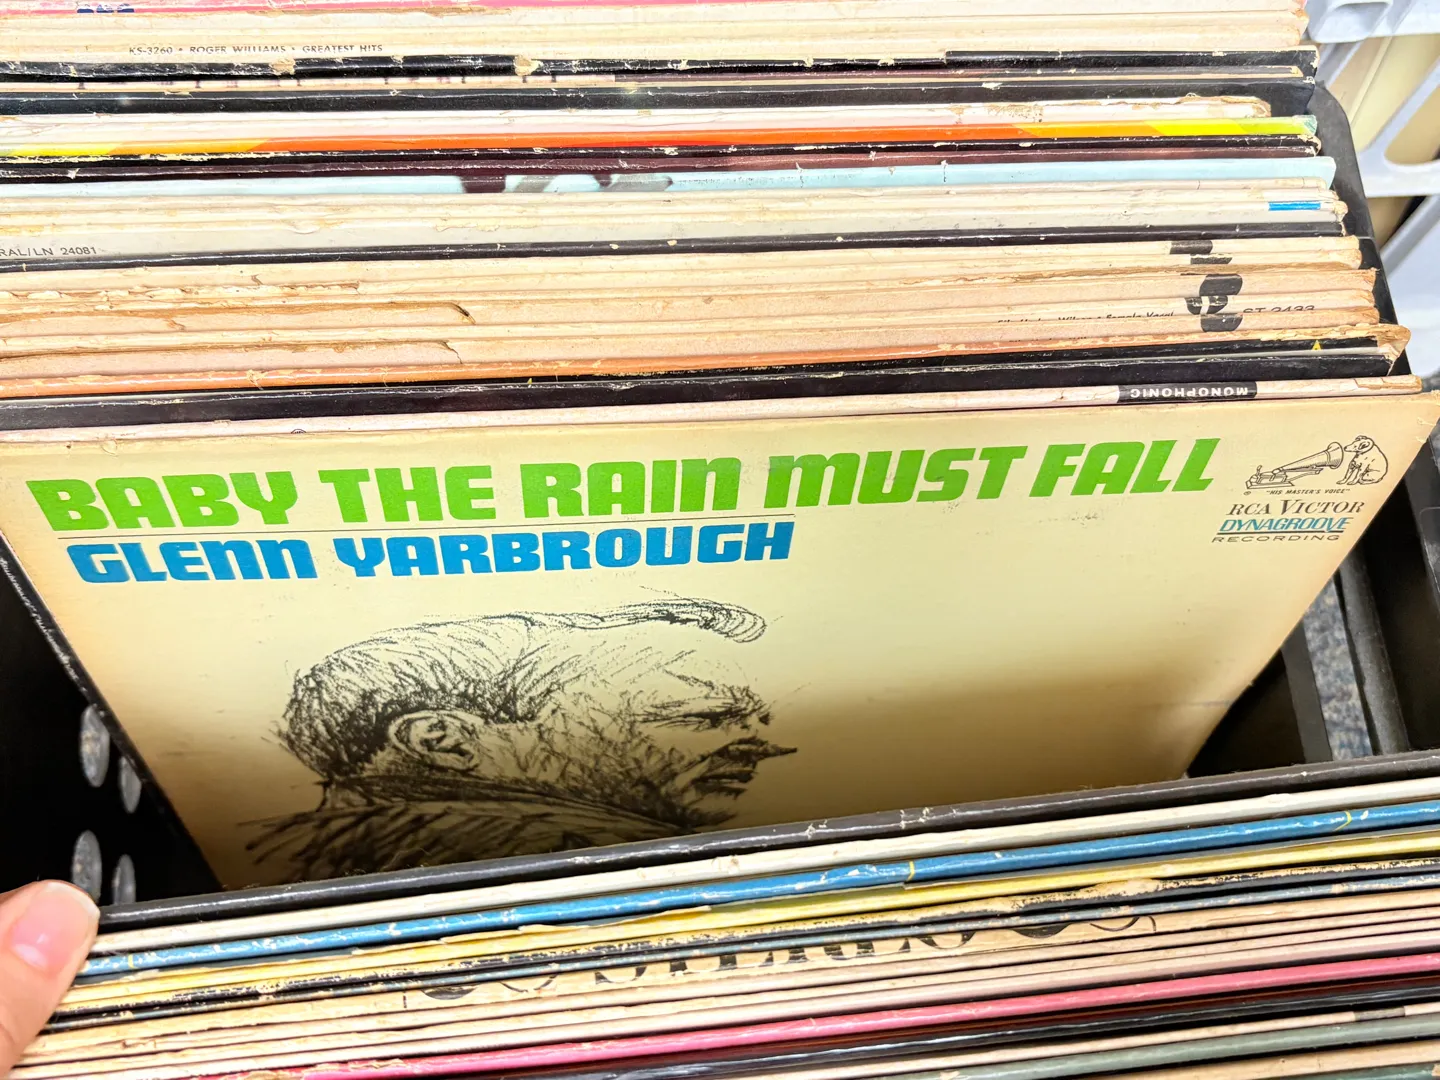 KS-3260 • ROGER WILLIAMS • GREATEST HITS
RAL/LN 24081
MONOPHONIC
BABY THE RAIN MUST FALL
GLENN YARBROUGH
"HIS MASTER'S VOICE"
RCA VICTOR
DYNAGROOVE
RECORDING
STEREO